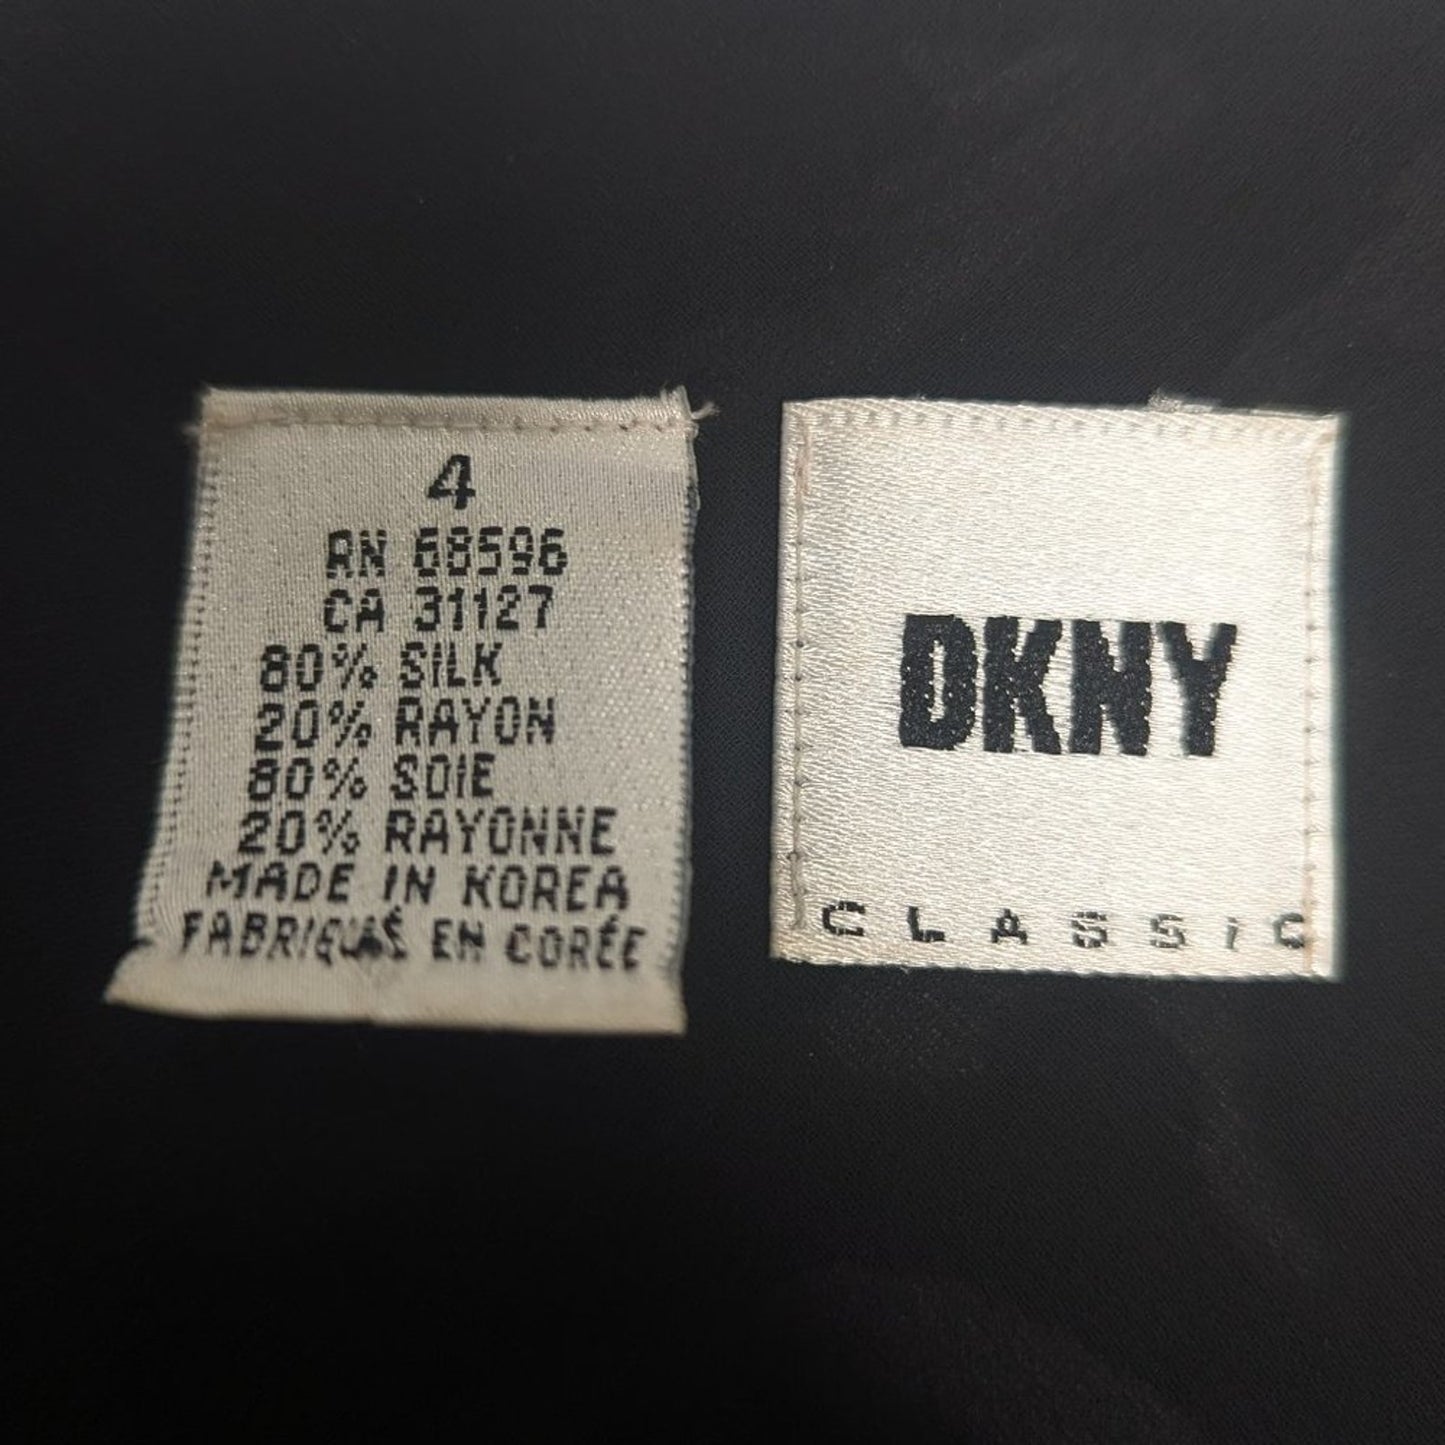 4
RN 68596
CA 31127
80% SILK
20% RAYON
80% SOIE
20% RAYONNE
MADE IN KOREA
FABRIQUÉ EN CORÉE
DKNY
CLASSIC